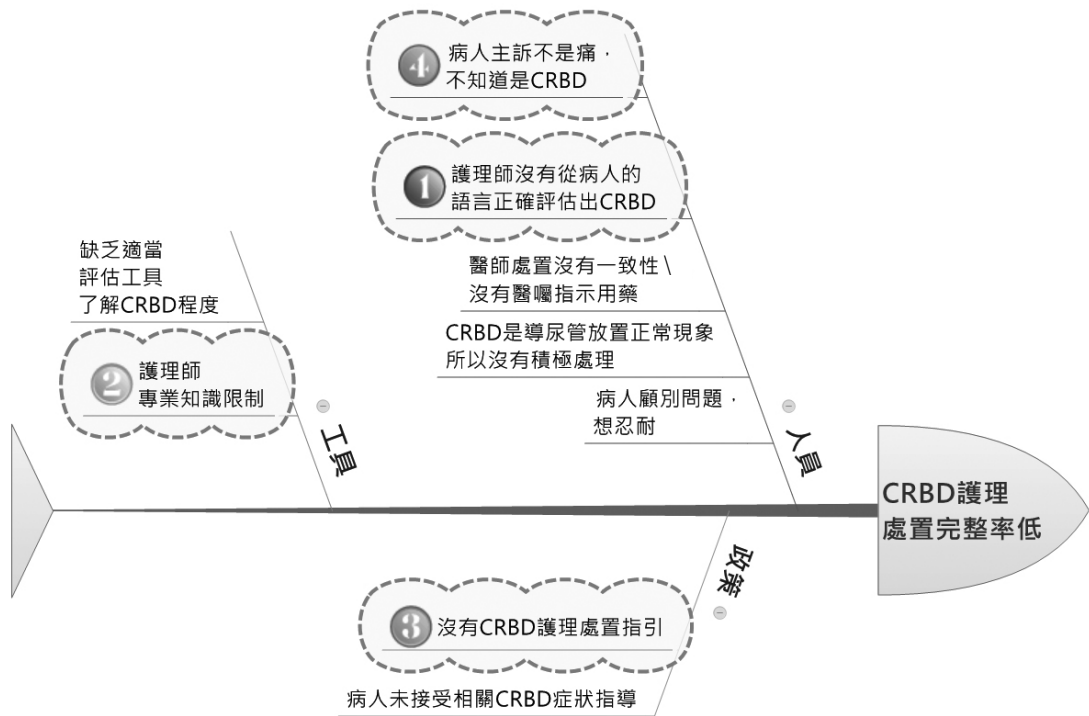 4 病人主訴不是痛，
不知道是CRBD
1 護理師沒有從病人的
語言正確評估出CRBD
醫師處置沒有一致性\
沒有醫囑指示用藥
CRBD是導尿管放置正常現象
所以沒有積極處理
病人顧別問題，
想忍耐
人員
缺乏適當
評估工具
了解CRBD程度
2 護理師
專業知識限制
工具
CRBD護理
處置完整率低
政策
3 沒有CRBD護理處置指引
病人未接受相關CRBD症狀指導